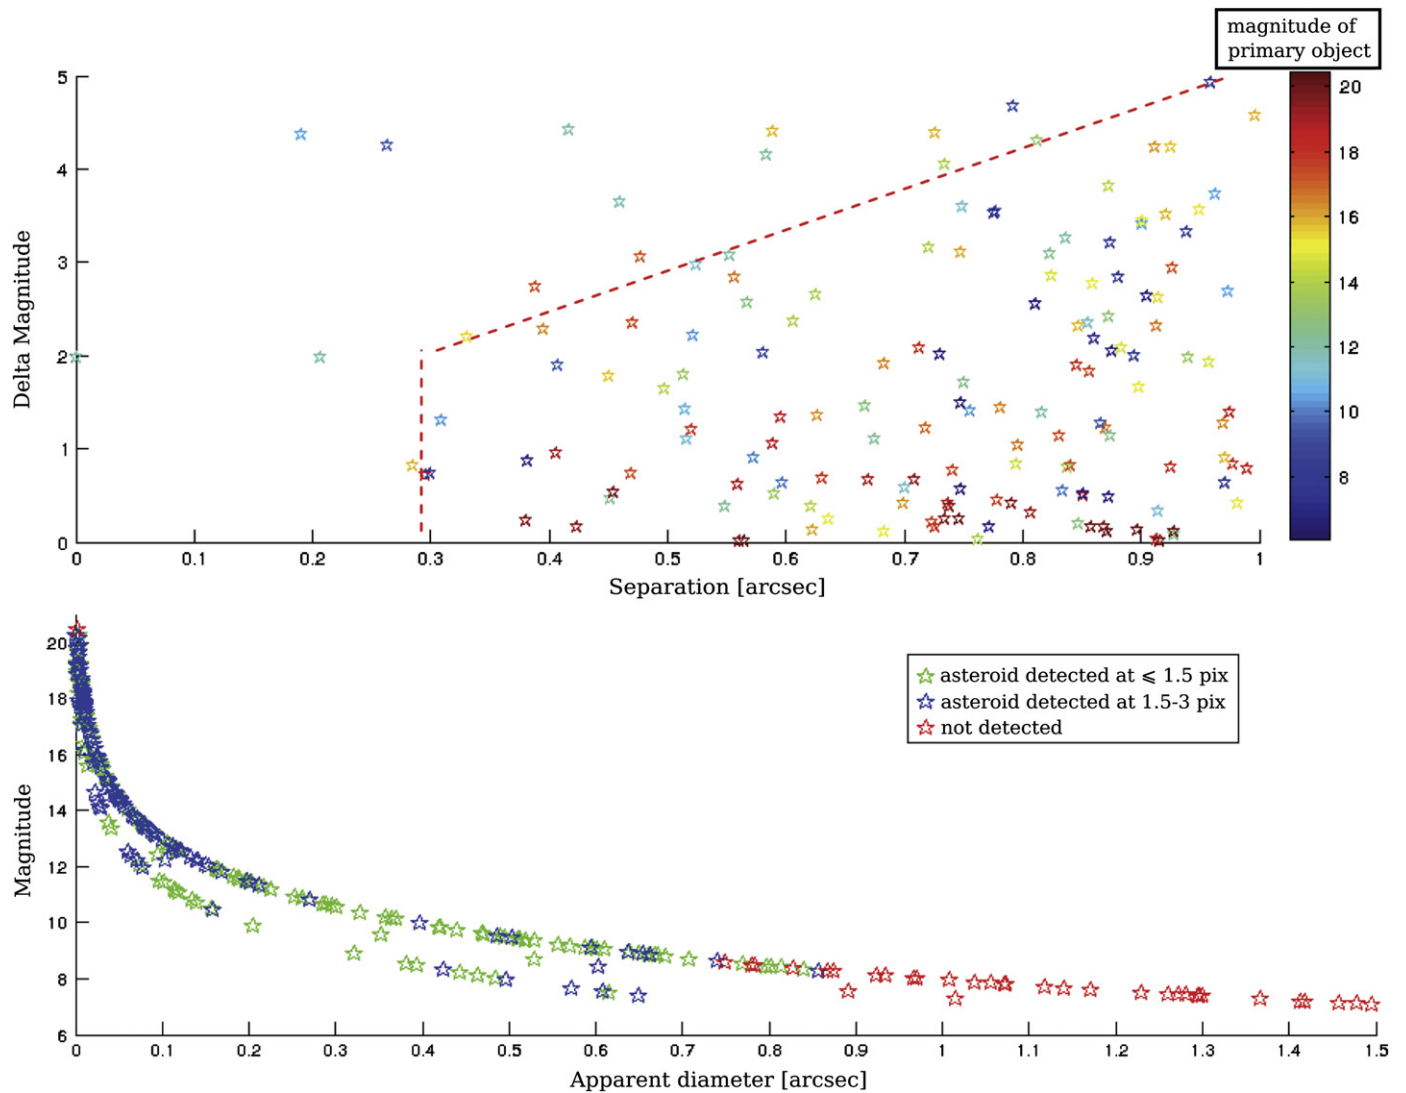 magnitude of
primary object
5
4
3
2
1
0
Delta Magnitude
0 0.1 0.2 0.3 0.4 0.5 0.6 0.7 0.8 0.9 1
Separation [arcsec]
20
18
16
14
12
10
8
20
18
16
14
12
10
8
6
Magnitude
asteroid detected at ⩽ 1.5 pix
asteroid detected at 1.5-3 pix
not detected
0 0.1 0.2 0.3 0.4 0.5 0.6 0.7 0.8 0.9 1 1.1 1.2 1.3 1.4 1.5
Apparent diameter [arcsec]